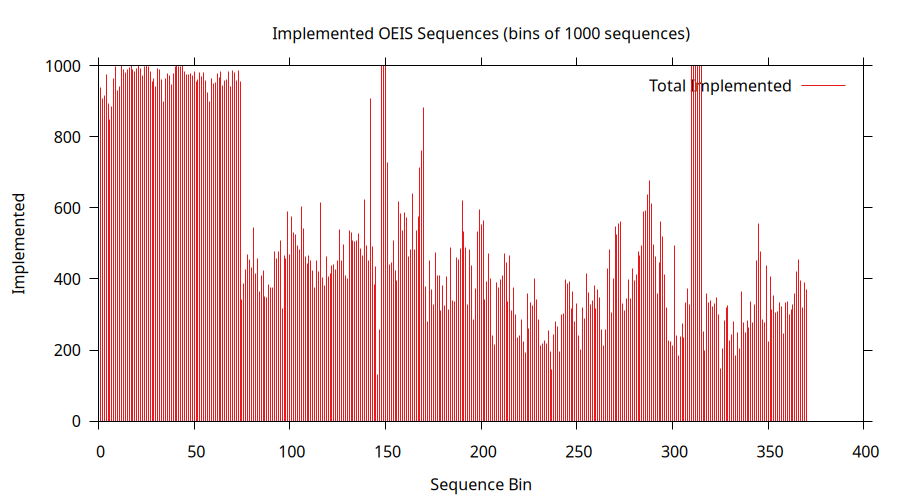 Implemented OEIS Sequences (bins of 1000 sequences)
Total Implemented
Implemented
1000
800
600
400
200
0
0 50 100 150 200 250 300 350 400
Sequence Bin